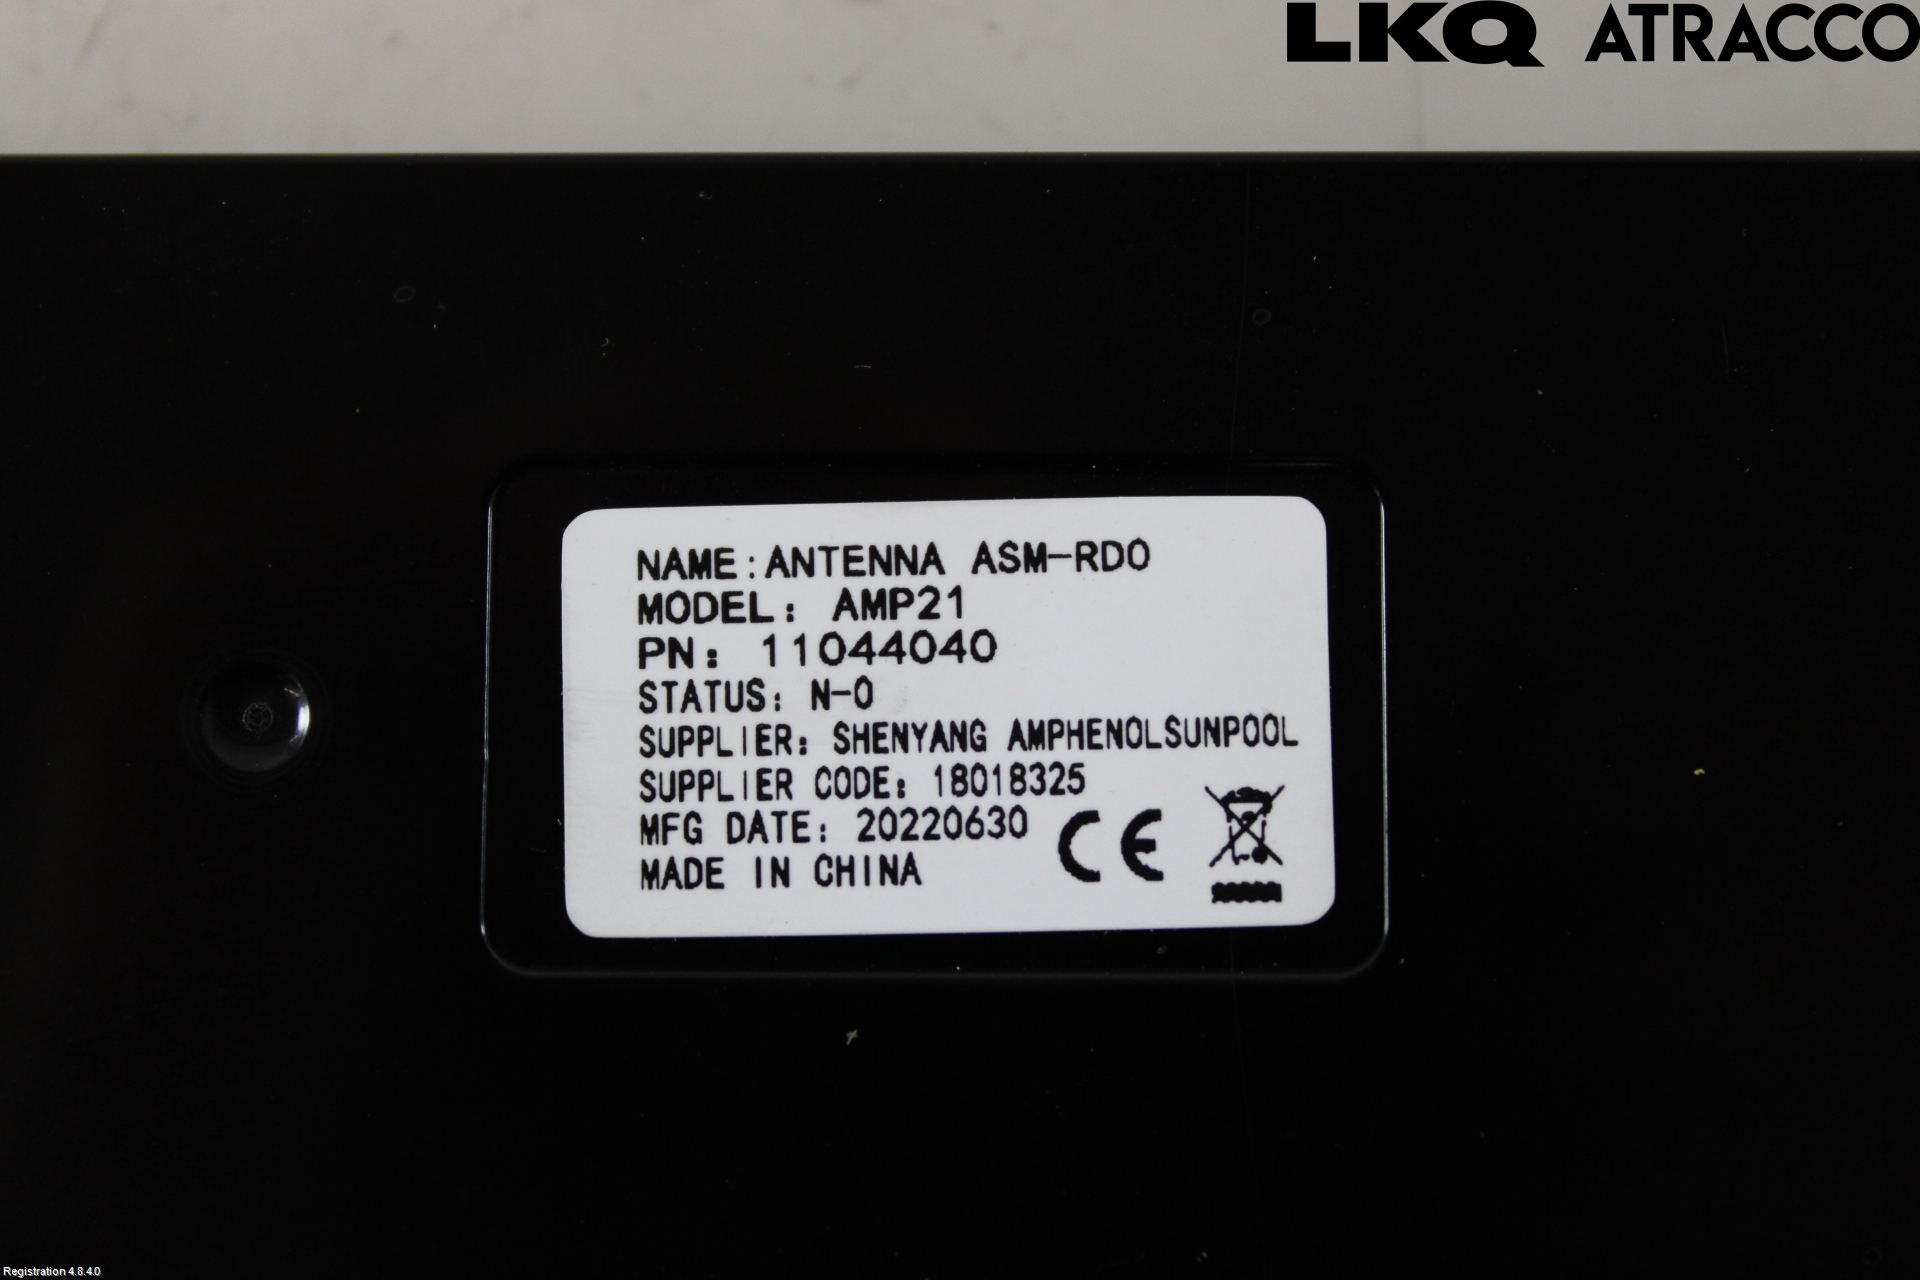 LKQ ATRACCO
NAME:ANTENNA ASM-RDO
MODEL: AMP21
PN: 11044040
STATUS: N-0
SUPPLIER: SHENYANG AMPHENOLSUNPOOL
SUPPLIER CODE: 18018325
MFG DATE: 20220630
MADE IN CHINA
CE
Registration 4.8.4.0